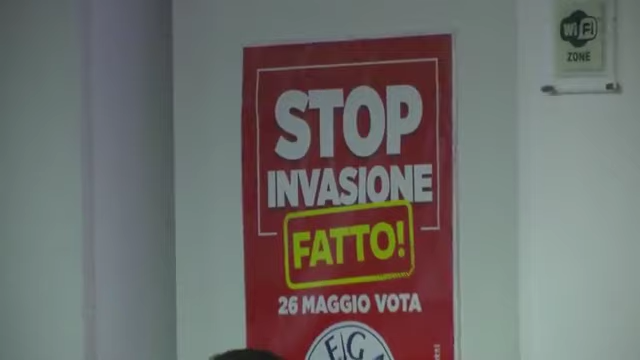 WiFi
ZONE
STOP
INVASIONE
FATTO!
26 MAGGIO VOTA